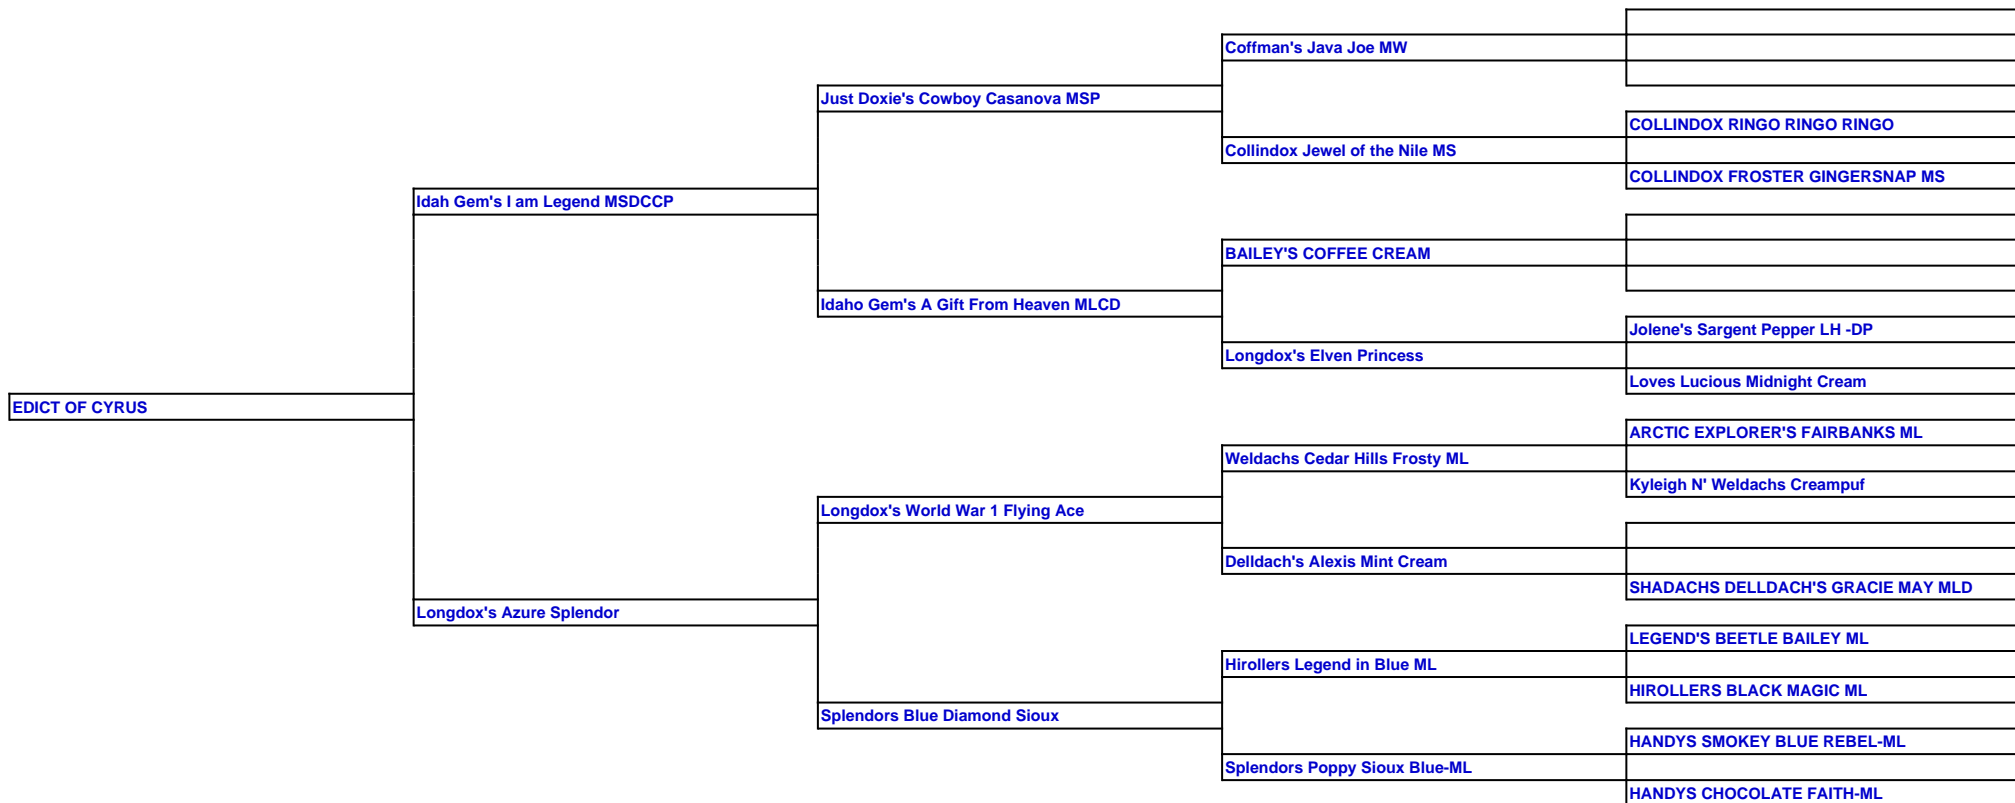 Coffman's Java Joe MW
Just Doxie's Cowboy Casanova MSP
COLLINDOX RINGO RINGO RINGO
Collindox Jewel of the Nile MS
COLLINDOX FROSTER GINGERSNAP MS
Idah Gem's I am Legend MSDCCP
BAILEY'S COFFEE CREAM
Idaho Gem's A Gift From Heaven MLCD
Jolene's Sargent Pepper LH -DP
Longdox's Elven Princess
Loves Lucious Midnight Cream
EDICT OF CYRUS
ARCTIC EXPLORER'S FAIRBANKS ML
Weldachs Cedar Hills Frosty ML
Kyleigh N' Weldachs Creampuf
Longdox's World War 1 Flying Ace
Delldach's Alexis Mint Cream
SHADACHS DELLDACH'S GRACIE MAY MLD
Longdox's Azure Splendor
LEGEND'S BEETLE BAILEY ML
Hirollers Legend in Blue ML
HIROLLERS BLACK MAGIC ML
Splendors Blue Diamond Sioux
HANDYS SMOKEY BLUE REBEL-ML
Splendors Poppy Sioux Blue-ML
HANDYS CHOCOLATE FAITH-ML